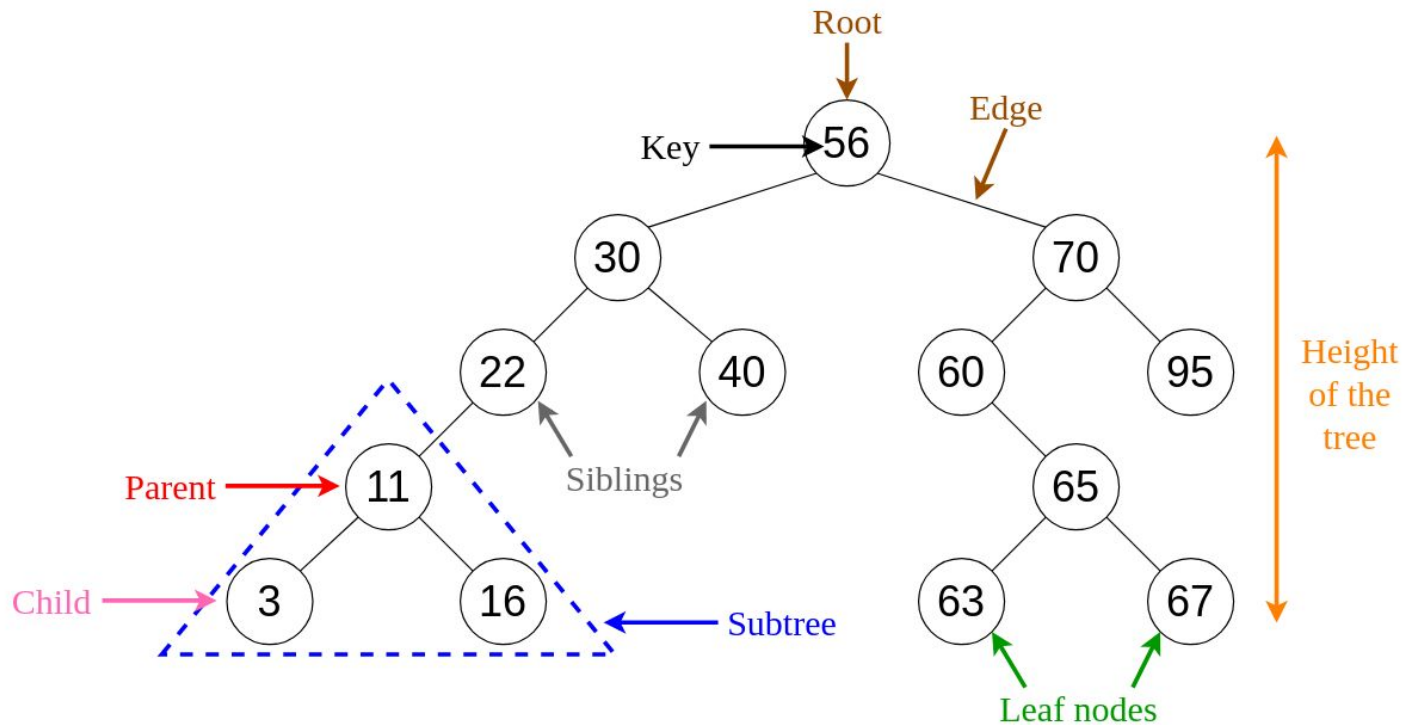 Root
Edge
Key
56
30
70
22
40
60
95
Height
of the
tree
Siblings
Parent
11
65
Child
3
16
63
67
Subtree
Leaf nodes